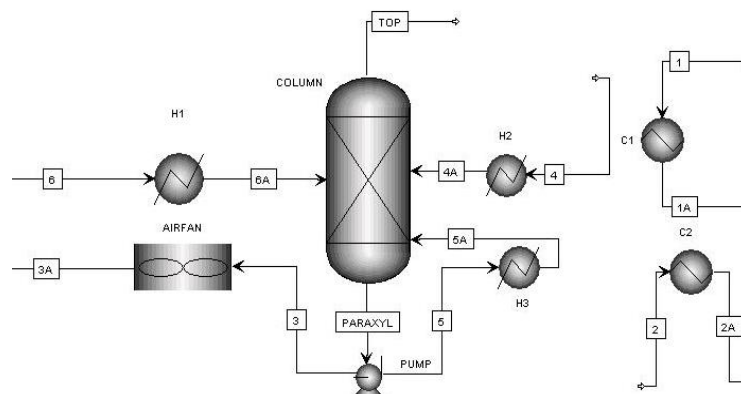 TOP
COLUMN
1
H1
H2
C1
6
6A
4A
4
AIRFAN
5A
1A
C2
3A
H3
3
PARAXYL
5
2
2A
PUMP